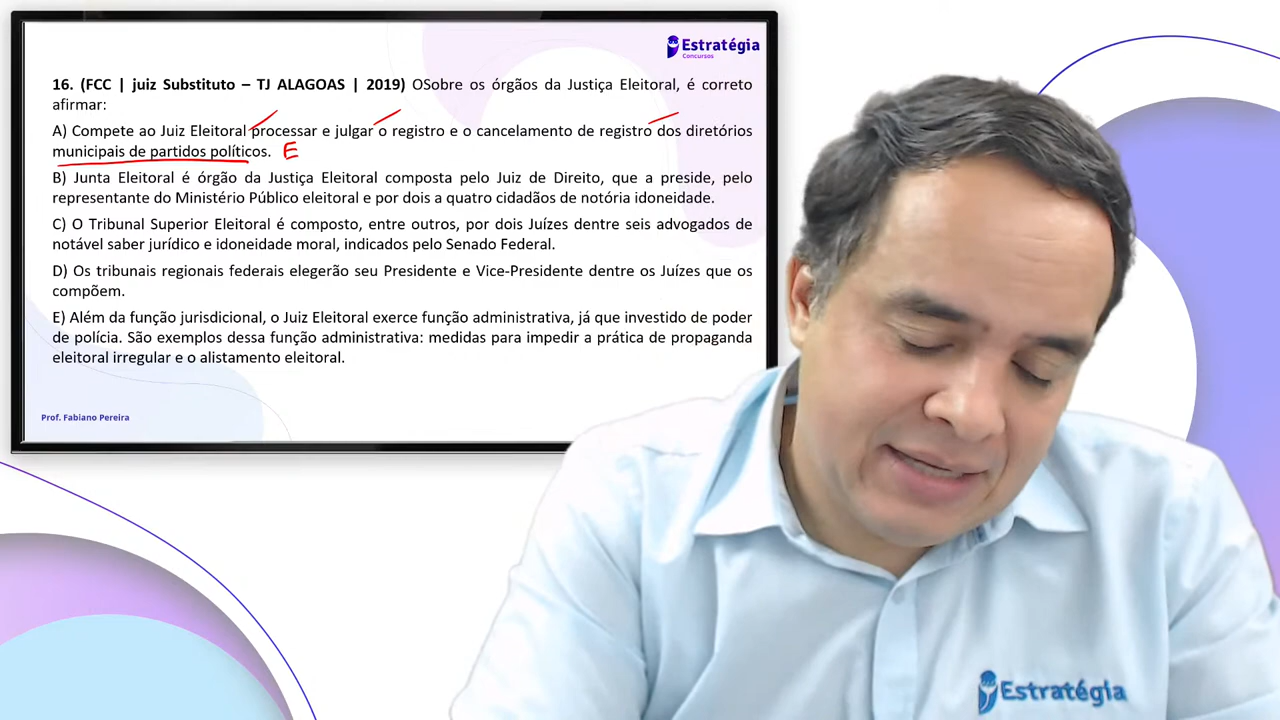 Estratégia
Concursos
16. (FCC | juiz Substituto – TJ ALAGOAS | 2019) OSobre os órgãos da Justiça Eleitoral, é correto
afirmar:
A) Compete ao Juiz Eleitoral processar e julgar o registro e o cancelamento de registro dos diretórios
municipais de partidos políticos. E
B) Junta Eleitoral é órgão da Justiça Eleitoral composta pelo Juiz de Direito, que a preside, pelo
representante do Ministério Público eleitoral e por dois a quatro cidadãos de notória idoneidade.
C) O Tribunal Superior Eleitoral é composto, entre outros, por dois Juízes dentre seis advogados de
notável saber jurídico e idoneidade moral, indicados pelo Senado Federal.
D) Os tribunais regionais federais elegerão seu Presidente e Vice-Presidente dentre os Juízes que os
compõem.
E) Além da função jurisdicional, o Juiz Eleitoral exerce função administrativa, já que investido de poder
de polícia. São exemplos dessa função administrativa: medidas para impedir a prática de propaganda
eleitoral irregular e o alistamento eleitoral.
Prof. Fabiano Pereira
Estratégia